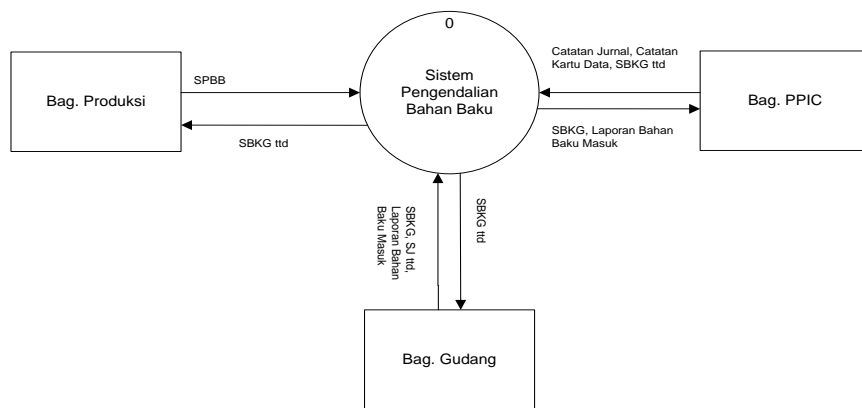 0
Sistem
Pengendalian
Bahan Baku
Bag. Produksi
SPBB
SBKG ttd
Catatan Jurnal, Catatan
Kartu Data, SBKG ttd
Bag. PPIC
SBKG, Laporan Bahan
Baku Masuk
SBKG, SJ ttd,
Laporan Bahan
Baku Masuk
SBKG ttd
Bag. Gudang